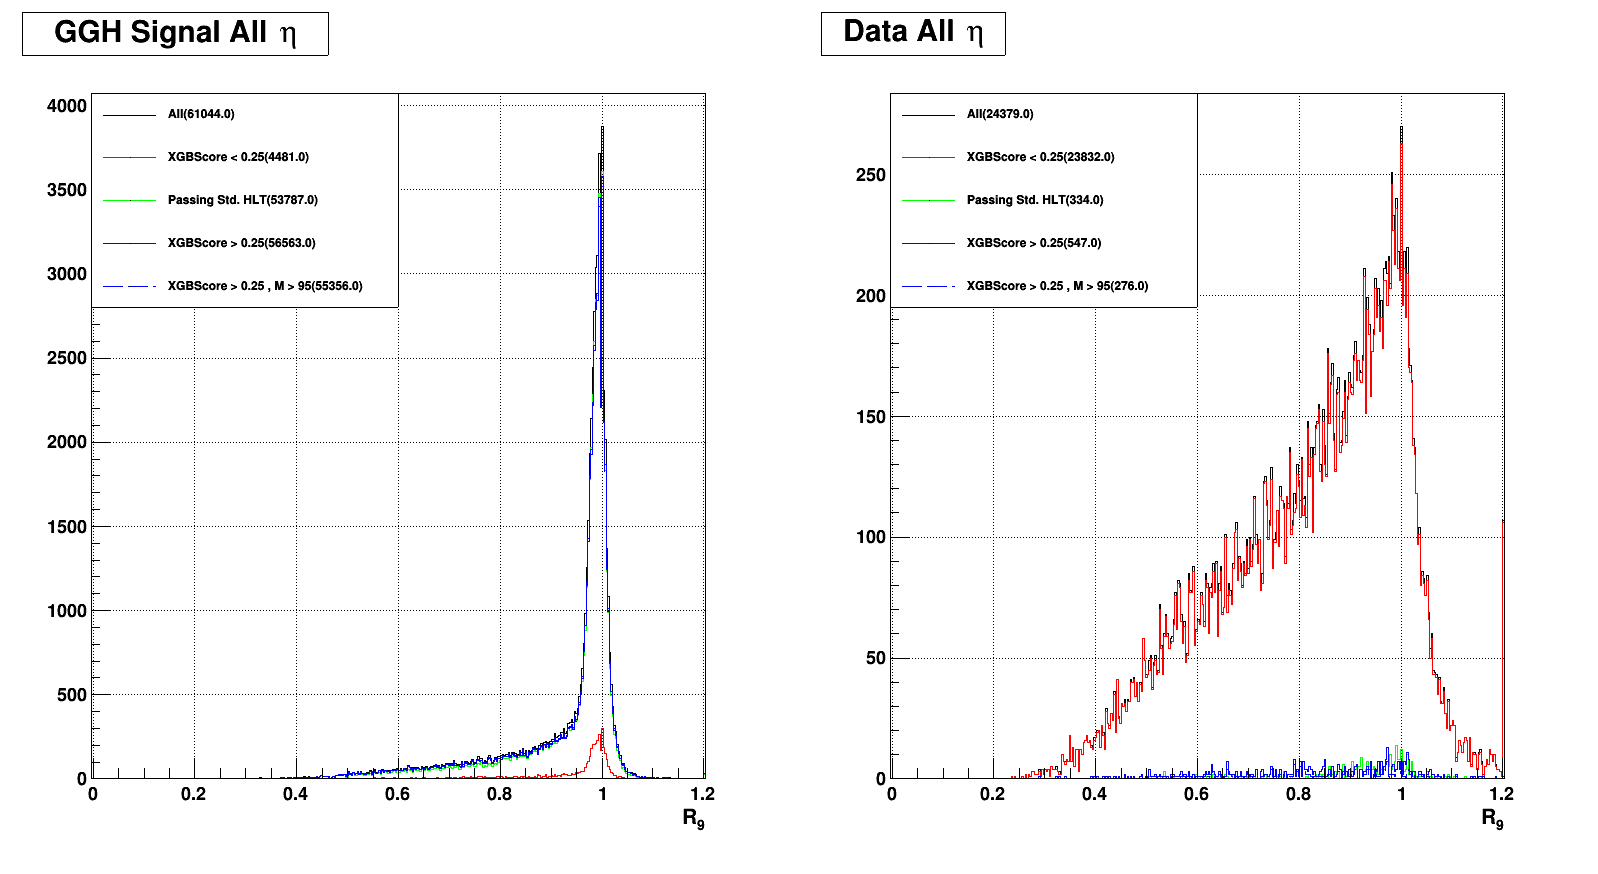 GGH Signal All η
4000
3500
3000
2500
2000
1500
1000
500
0
All(61044.0)
XGBScore < 0.25(4481.0)
Passing Std. HLT(53787.0)
XGBScore > 0.25(56563.0)
XGBScore > 0.25 , M > 95(55356.0)
0 0.2 0.4 0.6 0.8 1 1.2
R9
Data All η
250
200
150
100
50
0
All(24379.0)
XGBScore < 0.25(23832.0)
Passing Std. HLT(334.0)
XGBScore > 0.25(547.0)
XGBScore > 0.25 , M > 95(276.0)
0 0.2 0.4 0.6 0.8 1 1.2
R9